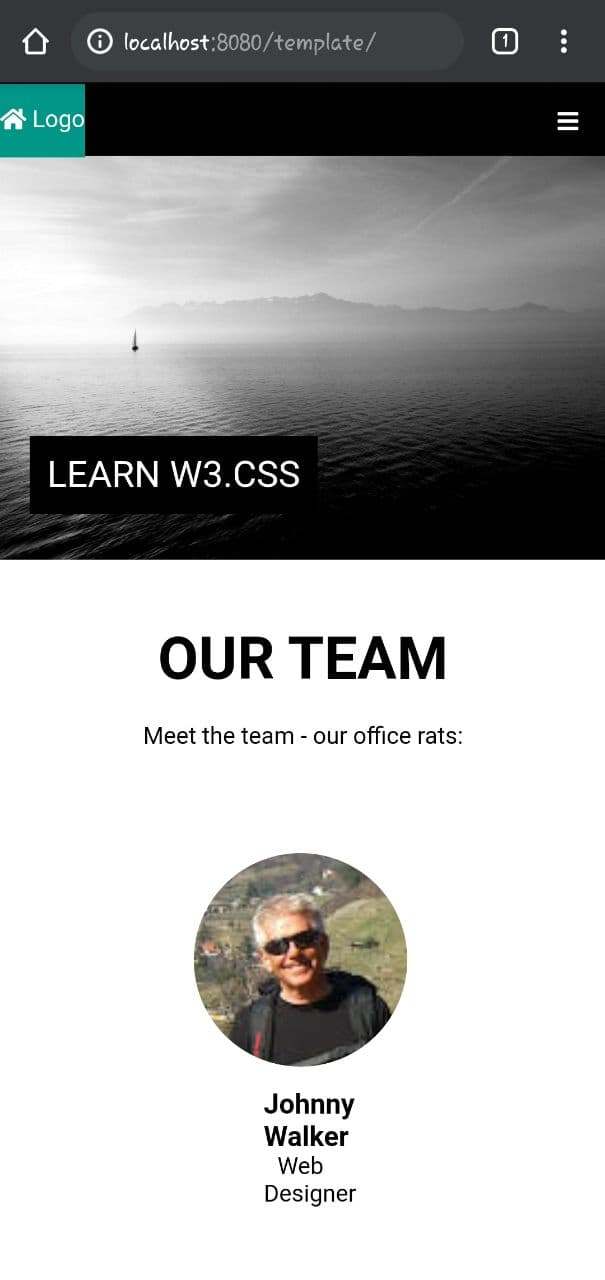 localhost:8080/template/
1
Logo
LEARN W3.CSS
OUR TEAM
Meet the team - our office rats:
Johnny
Walker
Web
Designer